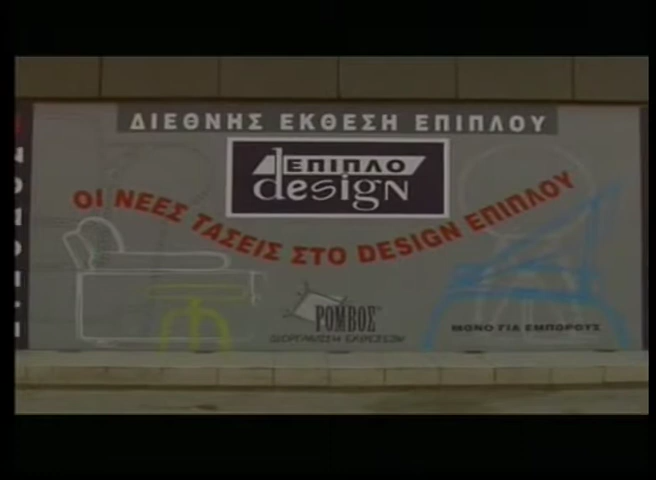 ΔΙΕΘΝΗΣ ΕΚΘΕΣΗ ΕΠΙΠΛΟΥ
ΕΠΙΠΛΟ
design
ΟΙ ΝΕΕΣ ΤΑΣΕΙΣ ΣΤΟ DESIGN ΕΠΙΠΛΟΥ
ΡΟΜΒΟΣ
ΔΙΟΡΓΑΝΩΣΗ ΕΚΘΕΣΕΩΝ
ΜΟΝΟ ΓΙΑ ΕΜΠΟΡΟΥΣ